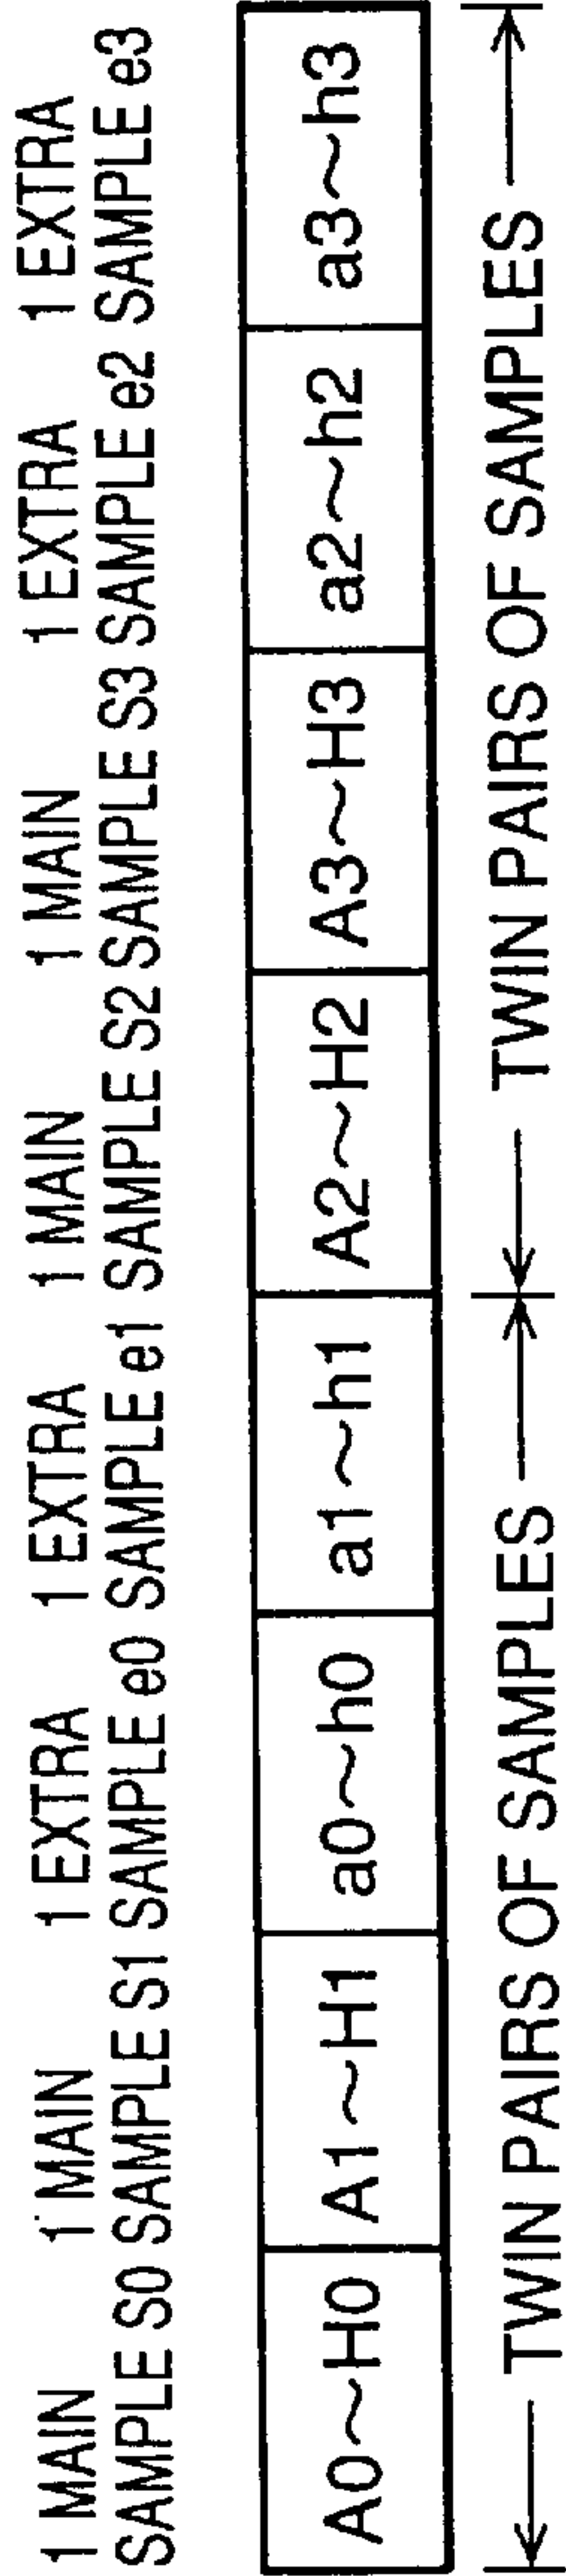 1 MAIN 1 MAIN 1 EXTRA 1 EXTRA 1 MAIN 1 MAIN 1 EXTRA 1 EXTRA
SAMPLE S0 SAMPLE S1 SAMPLE e0 SAMPLE e1 SAMPLE S2 SAMPLE S3 SAMPLE e2 SAMPLE e3
A0~H0 A1~H1 a0~h0 a1~h1 A2~H2 A3~H3 a2~h2 a3~h3
TWIN PAIRS OF SAMPLES TWIN PAIRS OF SAMPLES